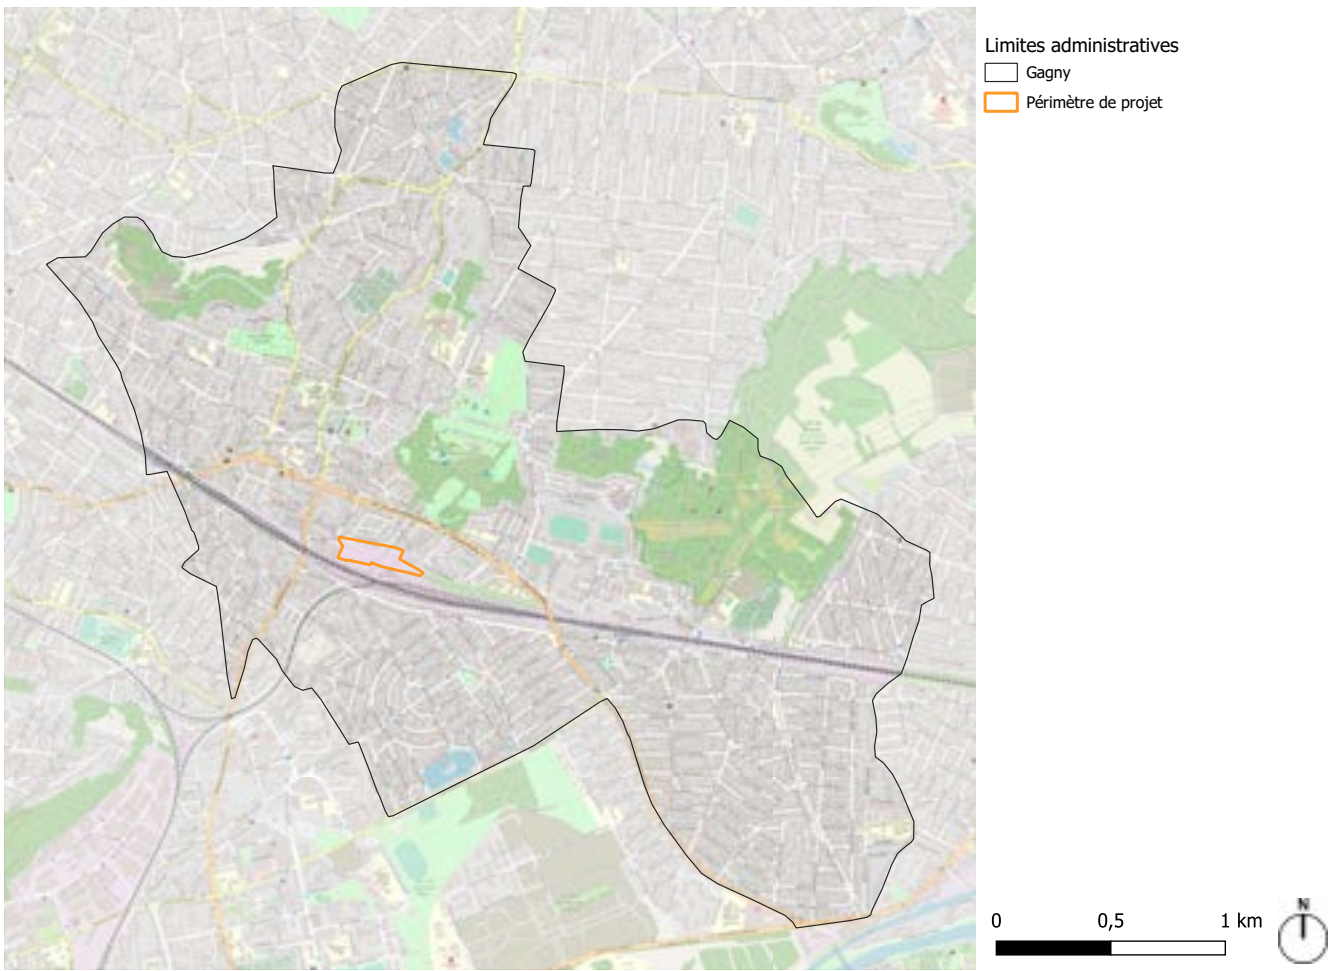 Limites administratives
Gagny
Périmètre de projet
0 0,5 1 km
N